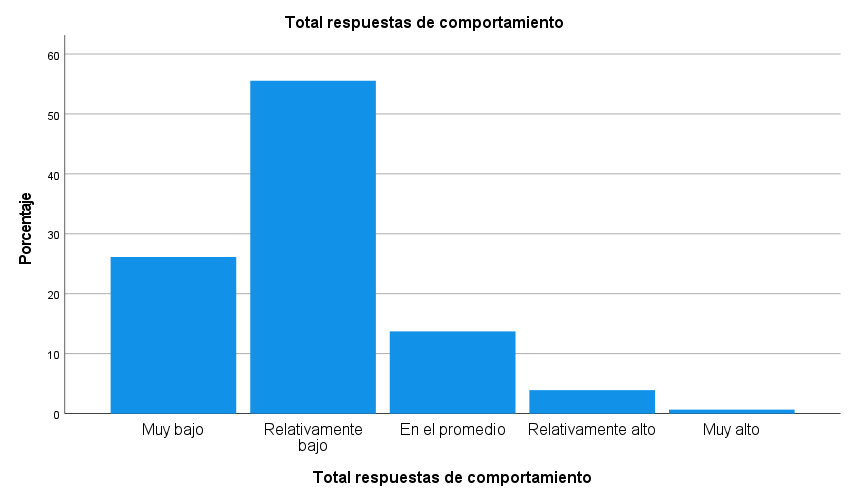 Total respuestas de comportamiento
60
50
40
30
20
10
0
Porcentaje
Muy bajo
Relativamente
bajo
En el promedio
Relativamente alto
Muy alto
Total respuestas de comportamiento